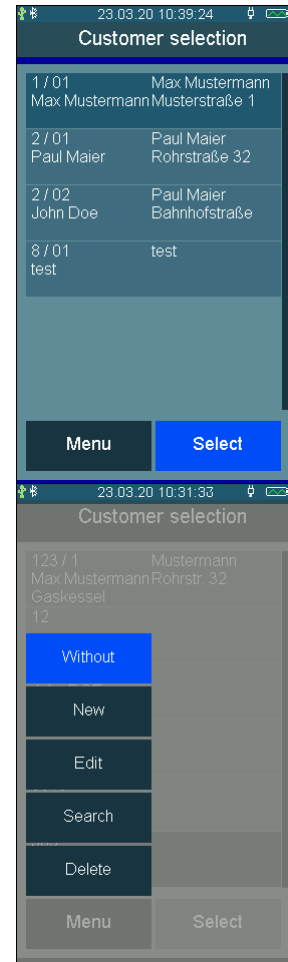 23.03.20 10:39:24
Customer selection
1 / 01 Max Mustermann
Max Mustermann Musterstraße 1
2 / 01 Paul Maier
Paul Maier Rohrstraße 32
2 / 02 Paul Maier
John Doe Bahnhofstraße
8 / 01 test
test
Menu Select
23.03.20 10:31:33
Customer selection
123 / 1 Mustermann
Max Mustermann Rohrstr. 32
Gaskessel
12
Without
New
Edit
Search
Delete
Menu Select